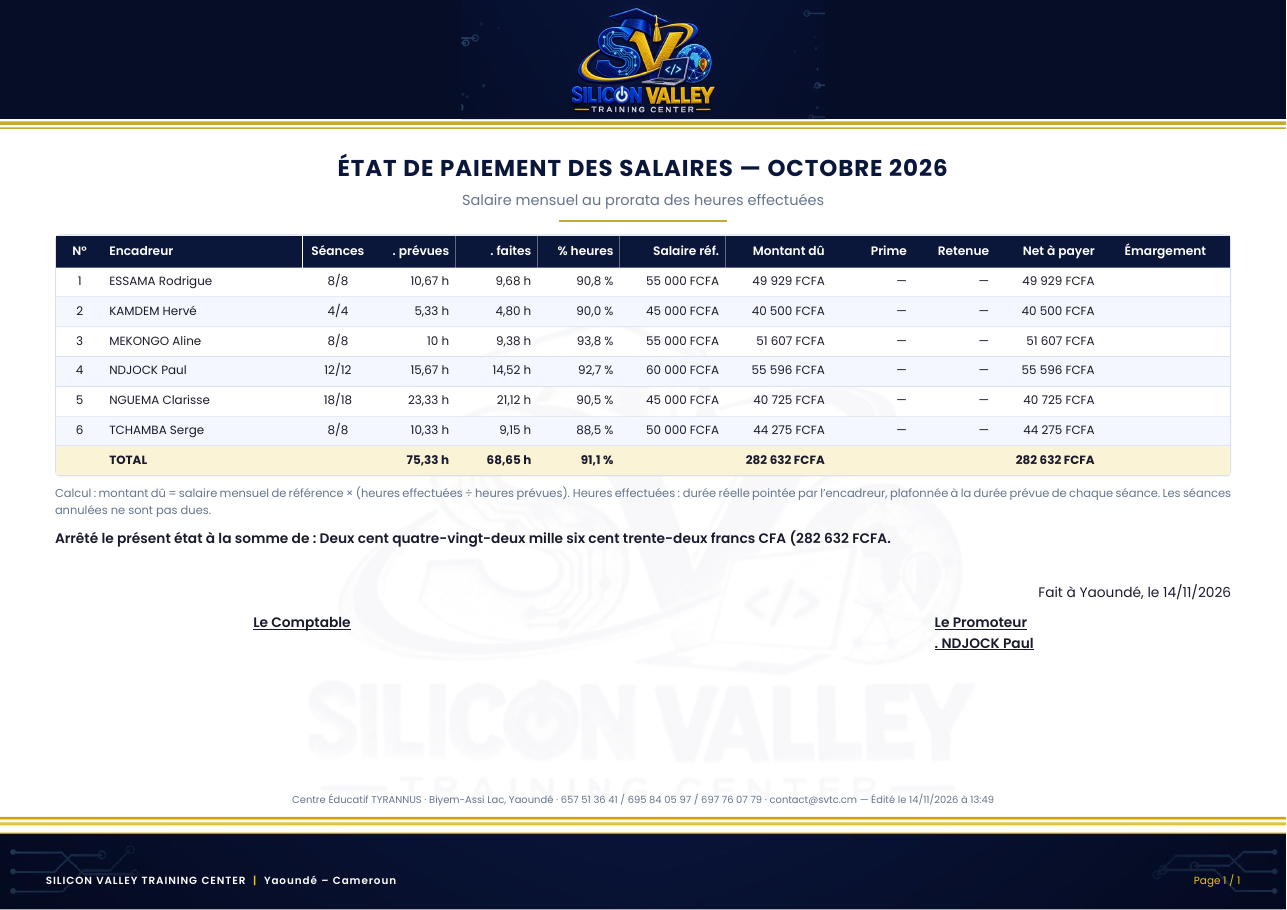 SV
</>
SILICON VALLEY
TRAINING CENTER
ÉTAT DE PAIEMENT DES SALAIRES — OCTOBRE 2026
Salaire mensuel au prorata des heures effectuées
N° Encadreur Séances . prévues . faites % heures Salaire réf. Montant dû Prime Retenue Net à payer Émargement
1 ESSAMA Rodrigue 8/8 10,67 h 9,68 h 90,8 % 55 000 FCFA 49 929 FCFA — — 49 929 FCFA
2 KAMDEM Hervé 4/4 5,33 h 4,80 h 90,0 % 45 000 FCFA 40 500 FCFA — — 40 500 FCFA
3 MEKONGO Aline 8/8 10 h 9,38 h 93,8 % 55 000 FCFA 51 607 FCFA — — 51 607 FCFA
4 NDJOCK Paul 12/12 15,67 h 14,52 h 92,7 % 60 000 FCFA 55 596 FCFA — — 55 596 FCFA
5 NGUEMA Clarisse 18/18 23,33 h 21,12 h 90,5 % 45 000 FCFA 40 725 FCFA — — 40 725 FCFA
6 TCHAMBA Serge 8/8 10,33 h 9,15 h 88,5 % 50 000 FCFA 44 275 FCFA — — 44 275 FCFA
TOTAL 75,33 h 68,65 h 91,1 % 282 632 FCFA 282 632 FCFA
Calcul : montant dû = salaire mensuel de référence × (heures effectuées ÷ heures prévues). Heures effectuées : durée réelle pointée par l’encadreur, plafonnée à la durée prévue de chaque séance. Les séances
annulées ne sont pas dues.
Arrêté le présent état à la somme de : Deux cent quatre-vingt-deux mille six cent trente-deux francs CFA (282 632 FCFA.
Fait à Yaoundé, le 14/11/2026
Le Comptable Le Promoteur
. NDJOCK Paul
SV
</>
SILICON VALLEY
TRAINING CENTER
Centre Éducatif TYRANNUS · Biyem-Assi Lac, Yaoundé · 657 51 36 41 / 695 84 05 97 / 697 76 07 79 · contact@svtc.cm — Édité le 14/11/2026 à 13:49
SILICON VALLEY TRAINING CENTER | Yaoundé – Cameroun
Page 1 / 1